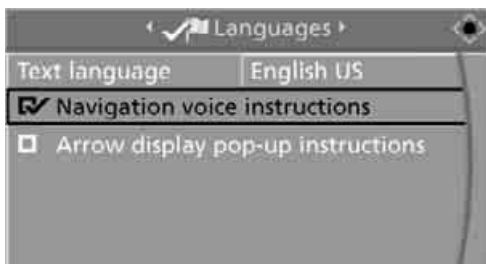 Languages
Text language English US
Navigation voice instructions
Arrow display pop-up instructions